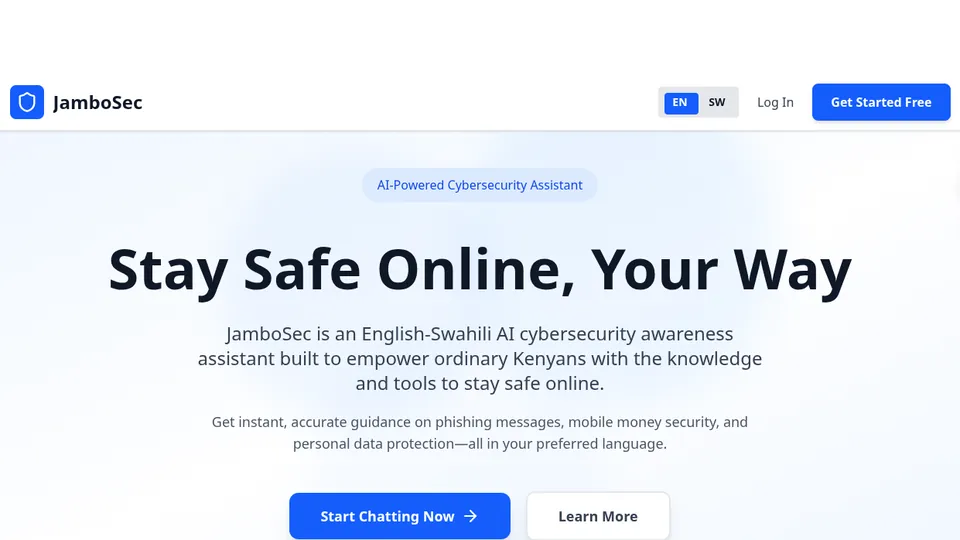 JamboSec
EN
SW
Log In
Get Started Free
AI-Powered Cybersecurity Assistant
Stay Safe Online, Your Way
JamboSec is an English-Swahili AI cybersecurity awareness
assistant built to empower ordinary Kenyans with the knowledge
and tools to stay safe online.
Get instant, accurate guidance on phishing messages, mobile money security, and
personal data protection—all in your preferred language.
Start Chatting Now
Learn More